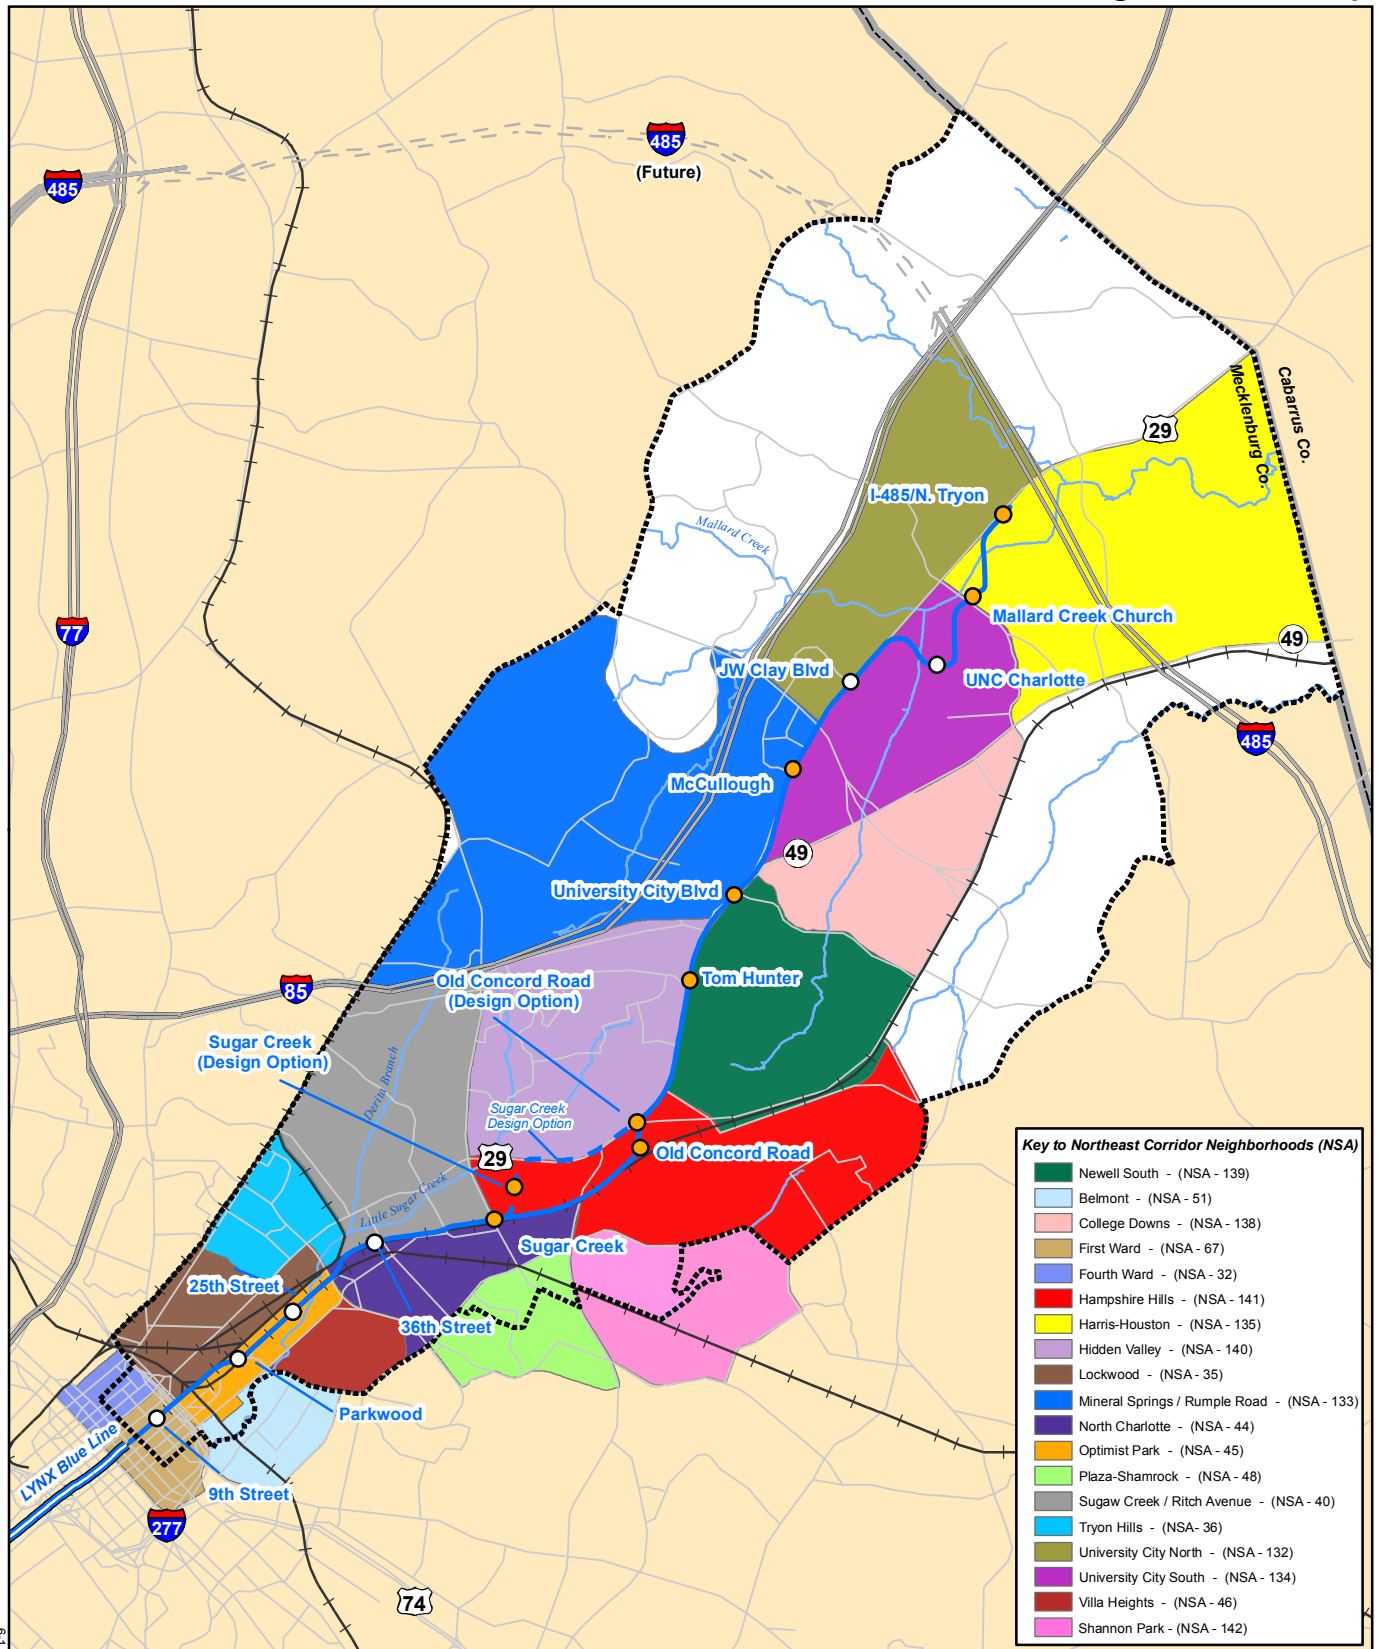 485
(Future)
485
29
Mecklenburg Co.
Cabarrus Co.
I-485/N. Tryon
Mallard Creek
Mallard Creek Church
77
49
JW Clay Blvd
UNC Charlotte
485
McCullough
49
University City Blvd
85
Old Concord Road
(Design Option)
Tom Hunter
Sugar Creek
(Design Option)
Derita Branch
Sugar Creek
Design Option
29
Old Concord Road
Little Sugar Creek
Sugar Creek
25th Street
36th Street
Parkwood
LYNX Blue Line
9th Street
277
74
Key to Northeast Corridor Neighborhoods (NSA)
Newell South - (NSA - 139)
Belmont - (NSA - 51)
College Downs - (NSA - 138)
First Ward - (NSA - 67)
Fourth Ward - (NSA - 32)
Hampshire Hills - (NSA - 141)
Harris-Houston - (NSA - 135)
Hidden Valley - (NSA - 140)
Lockwood - (NSA - 35)
Mineral Springs / Rumple Road - (NSA - 133)
North Charlotte - (NSA - 44)
Optimist Park - (NSA - 45)
Plaza-Shamrock - (NSA - 48)
Sugaw Creek / Ritch Avenue - (NSA - 40)
Tryon Hills - (NSA- 36)
University City North - (NSA - 132)
University City South - (NSA - 134)
Villa Heights - (NSA - 46)
Shannon Park - (NSA - 142)